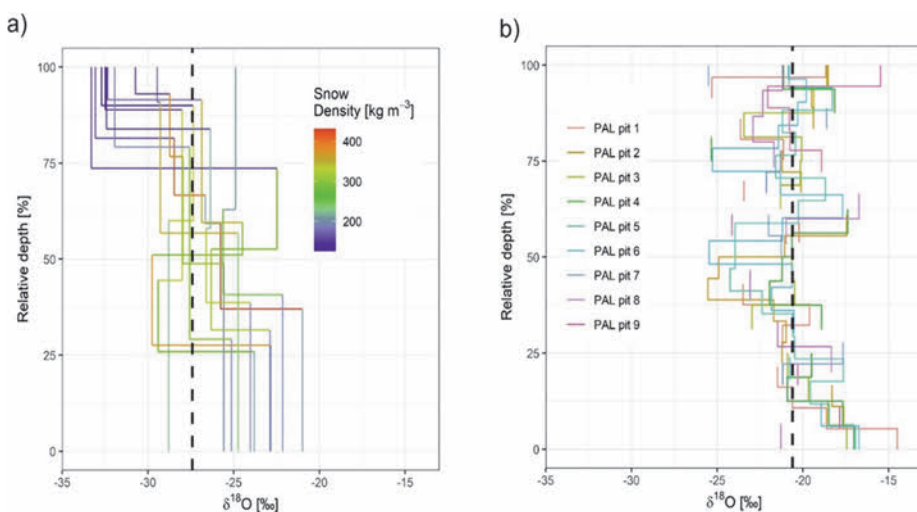 a)
100
75
50
25
0
Relative depth [%]
-35
-30
-25
-20
-15
δ¹⁸O [‰]
Snow
Density [kg m⁻³]
400
300
200
b)
100
75
50
25
0
Relative depth [%]
-35
-30
-25
-20
-15
δ¹⁸O [‰]
PAL pit 1
PAL pit 2
PAL pit 3
PAL pit 4
PAL pit 5
PAL pit 6
PAL pit 7
PAL pit 8
PAL pit 9